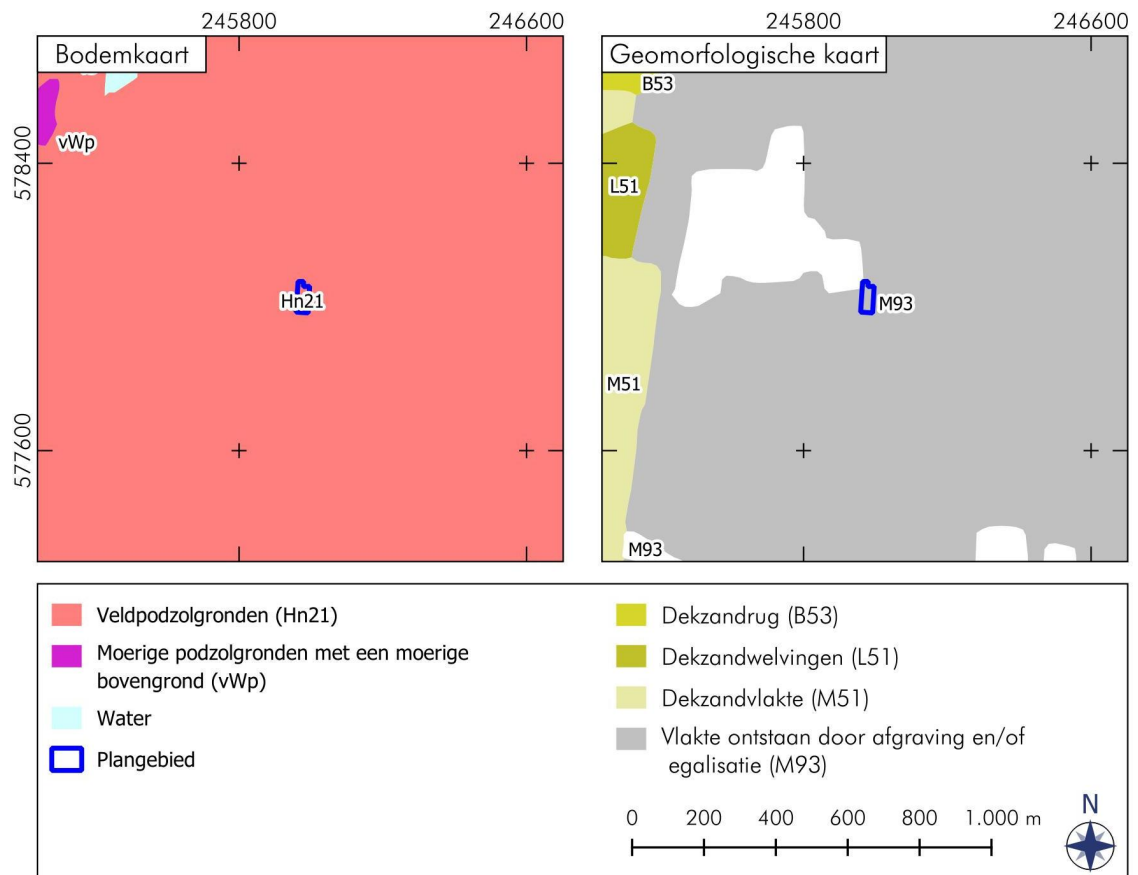 245800 246600 245800 246600
Bodemkaart
Geomorfologische kaart
578400
577600
vWp
Hn21
B53
L51
M51
M93
M93
Veldpodzolgronden (Hn21)
Moerige podzolgronden met een moerige
bovengrond (vWp)
Water
Plangebied
Dekzandrug (B53)
Dekzandwelvingen (L51)
Dekzandvlakte (M51)
Vlakte ontstaan door afgraving en/of
egalisatie (M93)
0 200 400 600 800 1.000 m
N